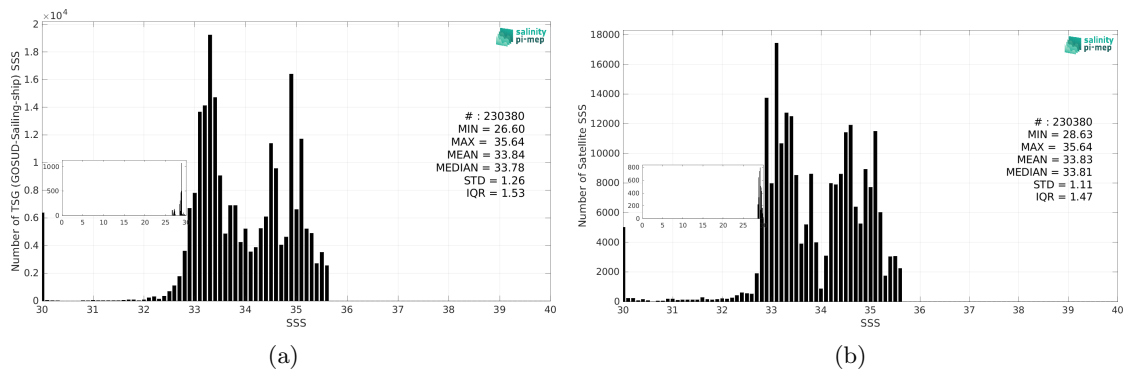 ×10⁴
2
1.8
1.6
1.4
1.2
1
0.8
0.6
0.4
0.2
0
Number of TSG (GOSUD-Sailing-ship) SSS
salinity
pi-mep
# : 230380
MIN = 26.60
MAX = 35.64
MEAN = 33.84
MEDIAN = 33.78
STD = 1.26
IQR = 1.53
1000
500
0
0 5 10 15 20 25 30
30 31 32 33 34 35 36 37 38 39 40
SSS
(a)
18000
16000
14000
12000
10000
8000
6000
4000
2000
0
Number of Satellite SSS
salinity
pi-mep
# : 230380
MIN = 28.63
MAX = 35.64
MEAN = 33.83
MEDIAN = 33.81
STD = 1.11
IQR = 1.47
800
600
400
200
0
0 5 10 15 20 25 30
30 31 32 33 34 35 36 37 38 39 40
SSS
(b)